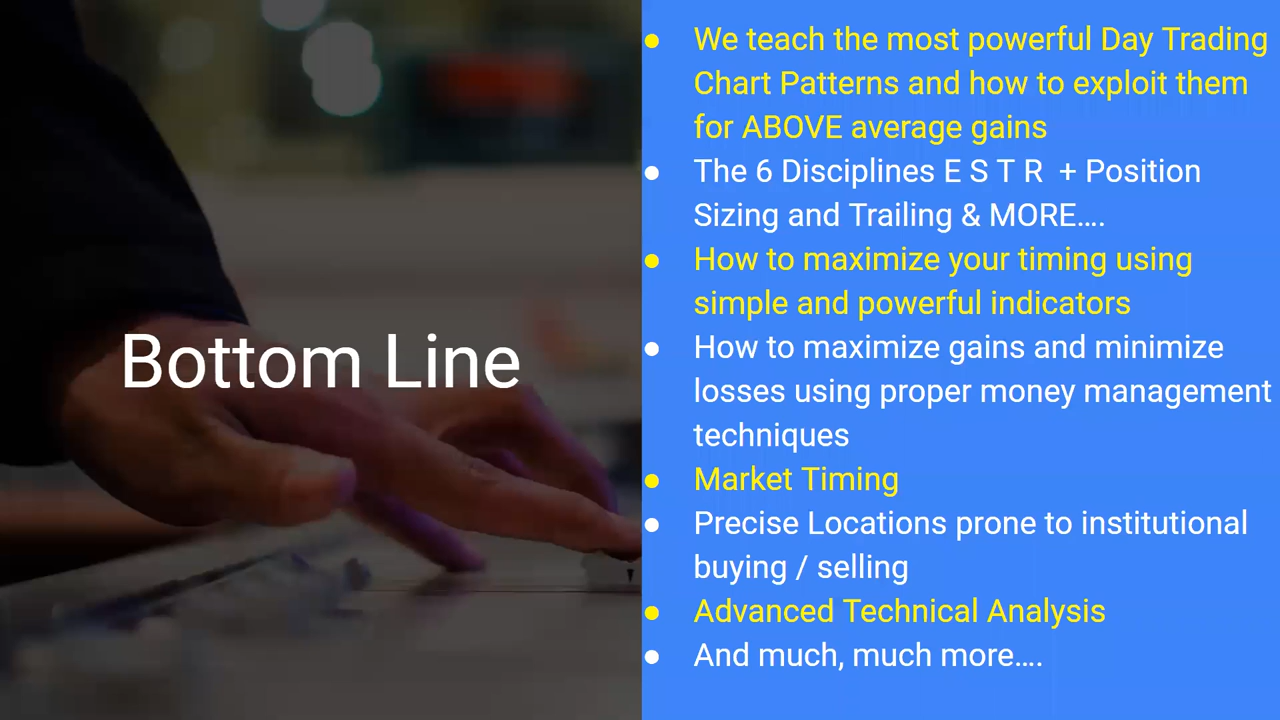 Bottom Line
● We teach the most powerful Day Trading
Chart Patterns and how to exploit them
for ABOVE average gains
● The 6 Disciplines E S T R + Position
Sizing and Trailing & MORE....
● How to maximize your timing using
simple and powerful indicators
● How to maximize gains and minimize
losses using proper money management
techniques
● Market Timing
● Precise Locations prone to institutional
buying / selling
● Advanced Technical Analysis
● And much, much more....